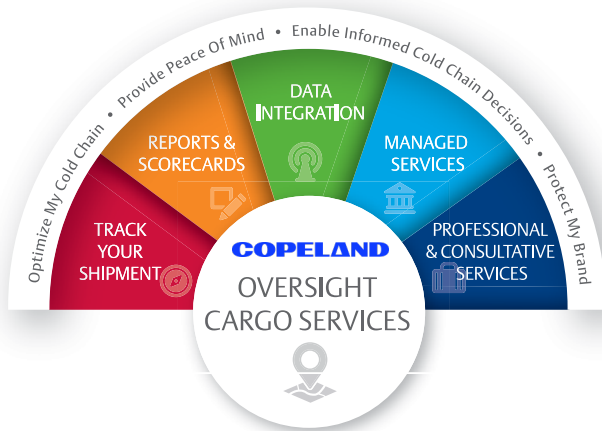 Optimize My Cold Chain • Provide Peace Of Mind • Enable Informed Cold Chain Decisions • Protect My Brand
TRACK
YOUR
SHIPMENT
REPORTS &
SCORECARDS
DATA
INTEGRATION
MANAGED
SERVICES
PROFESSIONAL
& CONSULTATIVE
SERVICES
COPELAND
OVERSIGHT
CARGO SERVICES